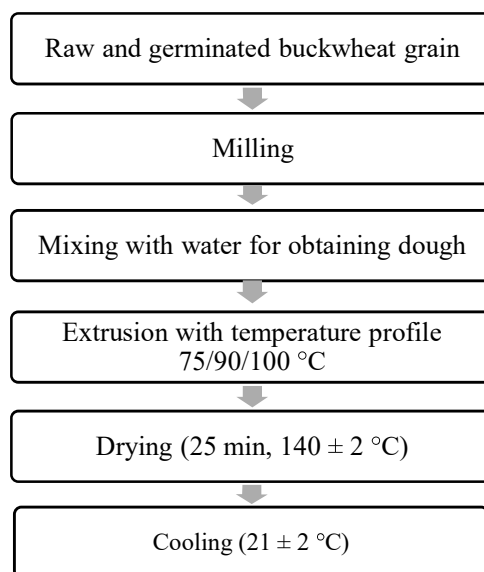 Raw and germinated buckwheat grain
Milling
Mixing with water for obtaining dough
Extrusion with temperature profile
75/90/100 °C
Drying (25 min, 140 ± 2 °C)
Cooling (21 ± 2 °C)